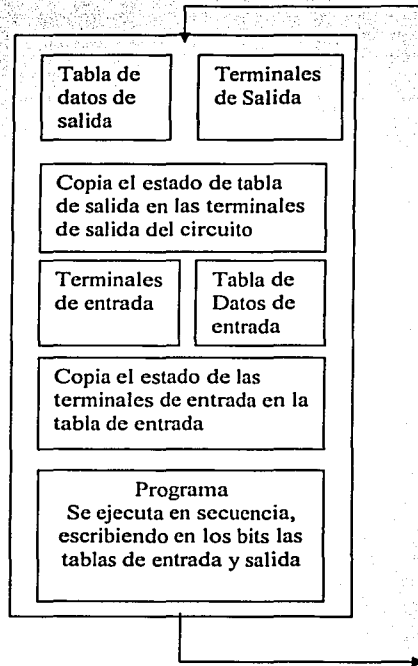 Tabla de
datos de
salida
Terminales
de Salida
Copia el estado de tabla
de salida en las terminales
de salida del circuito
Terminales
de entrada
Tabla de
Datos de
entrada
Copia el estado de las
terminales de entrada en la
tabla de entrada
Programa
Se ejecuta en secuencia,
escribiendo en los bits las
tablas de entrada y salida